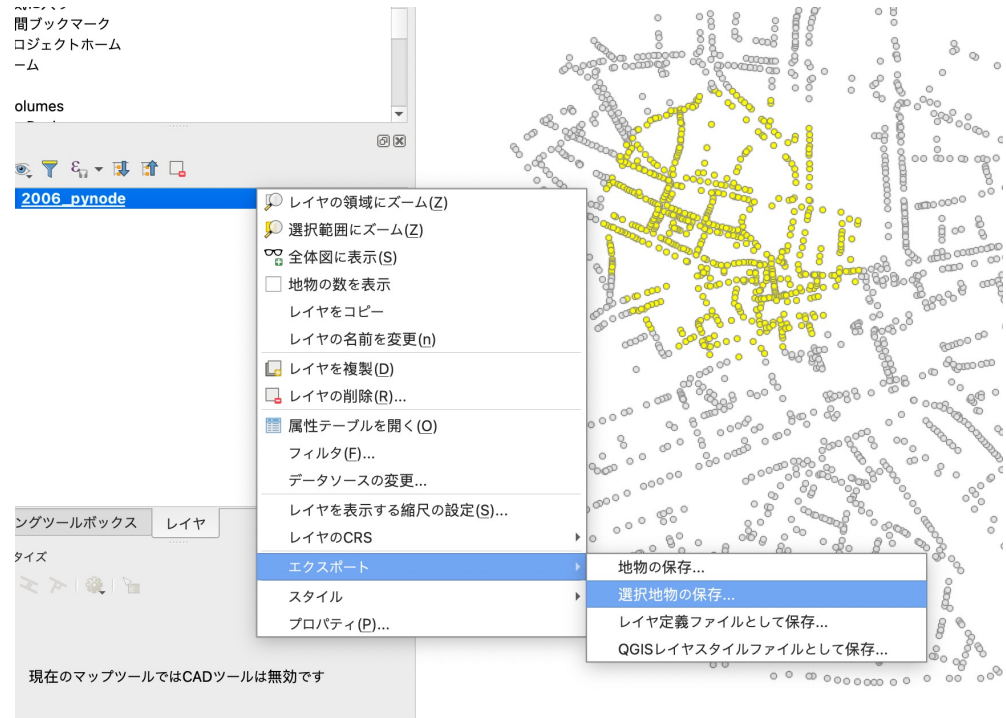 間ブックマーク
ロジェクトホーム
ーム
olumes
2006_pynode
レイヤの領域にズーム(Z)
選択範囲にズーム(Z)
全体図に表示(S)
地物の数を表示
レイヤをコピー
レイヤの名前を変更(n)
レイヤを複製(D)
レイヤの削除(R)...
属性テーブルを開く(O)
フィルタ(F)...
データソースの変更...
レイヤを表示する縮尺の設定(S)...
レイヤのCRS
エクスポート
スタイル
プロパティ(P)...
地物の保存...
選択地物の保存...
レイヤ定義ファイルとして保存...
QGISレイヤスタイルファイルとして保存...
ングツールボックス
レイヤ
タイズ
現在のマップツールではCADツールは無効です